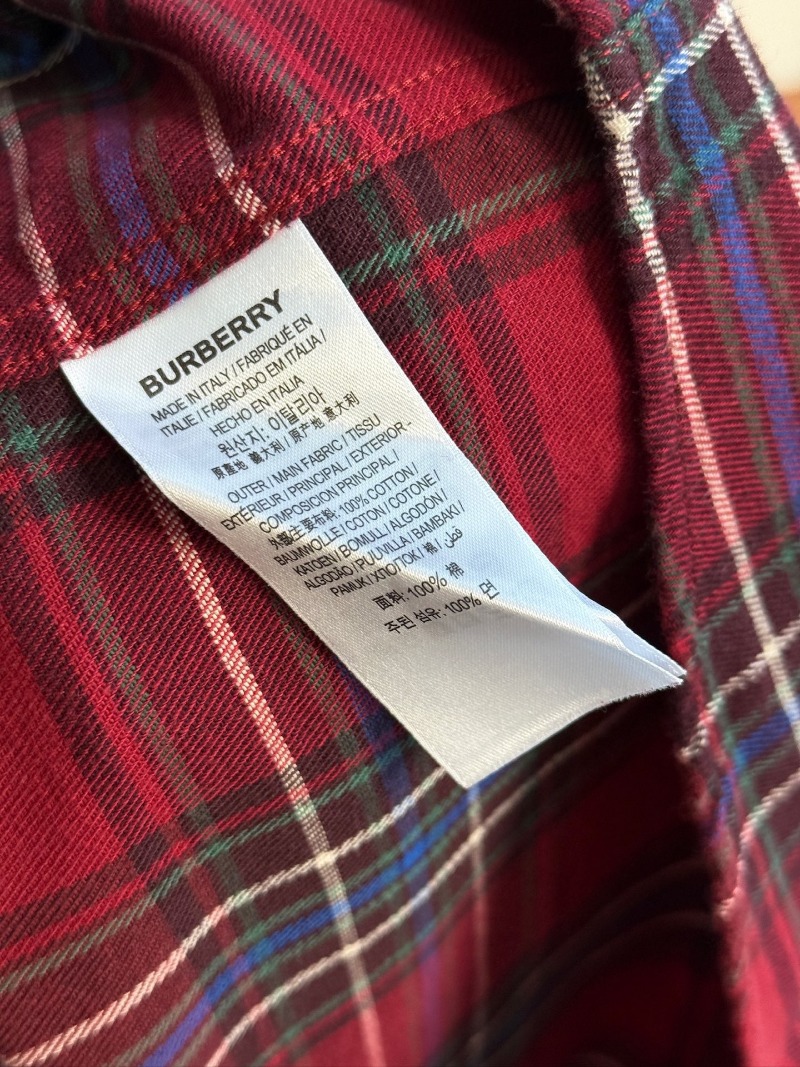 BURBERRY
MADE IN ITALY / FABRIQUÉ EN
ITALIE / FABRICADO EM ITÁLIA /
HECHO EN ITALIA
원산지: 이탈리아
原產地 義大利 / 原产地 意大利
OUTER / MAIN FABRIC / TISSU
EXTÉRIEUR / PRINCIPAL / EXTERIOR -
COMPOSICION PRINCIPAL /
外部主要布料: 100% COTTON /
BAUMWOLLE / COTON / COTONE /
KATOEN / BOMULL / ALGODÓN /
ALGODÃO / PUUVILLA / BAMBAKI /
PAMUK / ХЛОПОК / 棉 / قطن
面料: 100% 棉
주된 섬유: 100% 면